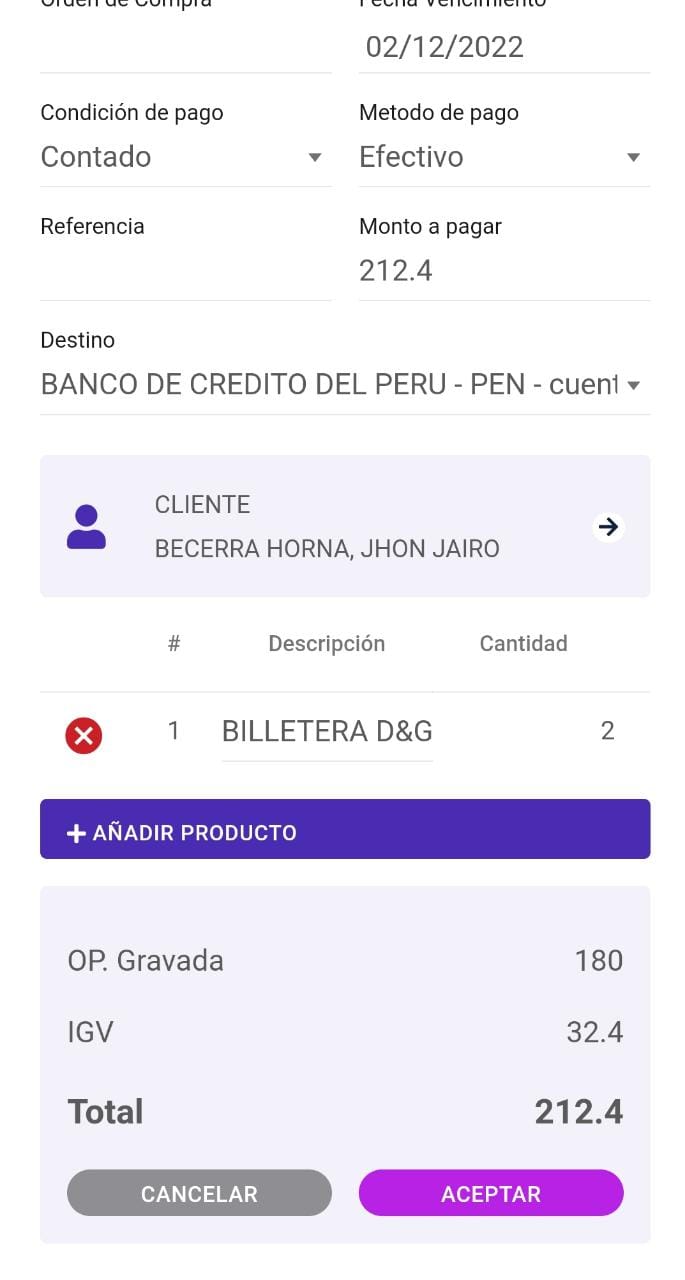 Orden de Compra
Fecha Vencimiento
02/12/2022
Condición de pago
Metodo de pago
Contado
Efectivo
Referencia
Monto a pagar
212.4
Destino
BANCO DE CREDITO DEL PERU - PEN - cuent
CLIENTE
BECERRA HORNA, JHON JAIRO
# Descripción Cantidad
1 BILLETERA D&G 2
+ AÑADIR PRODUCTO
OP. Gravada 180
IGV 32.4
Total 212.4
CANCELAR ACEPTAR